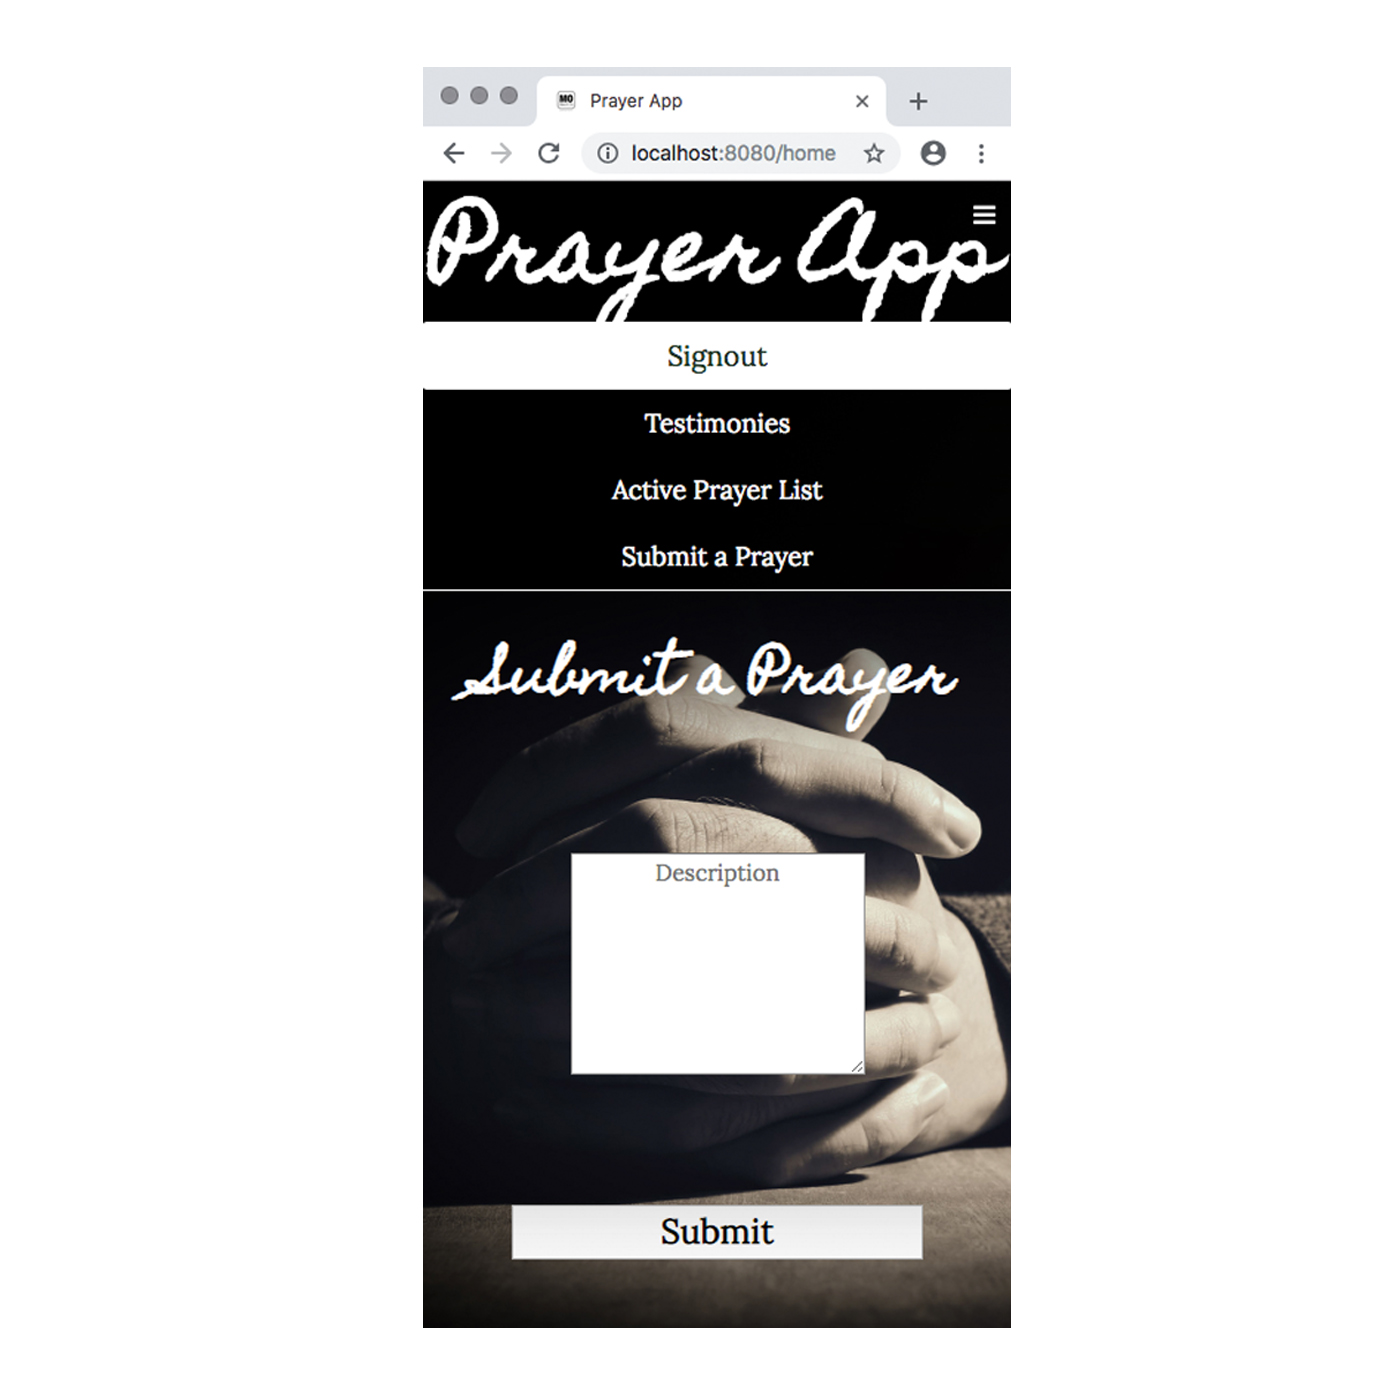 MO Prayer App
localhost:8080/home
Prayer App
Signout
Testimonies
Active Prayer List
Submit a Prayer
Submit a Prayer
Description
Submit